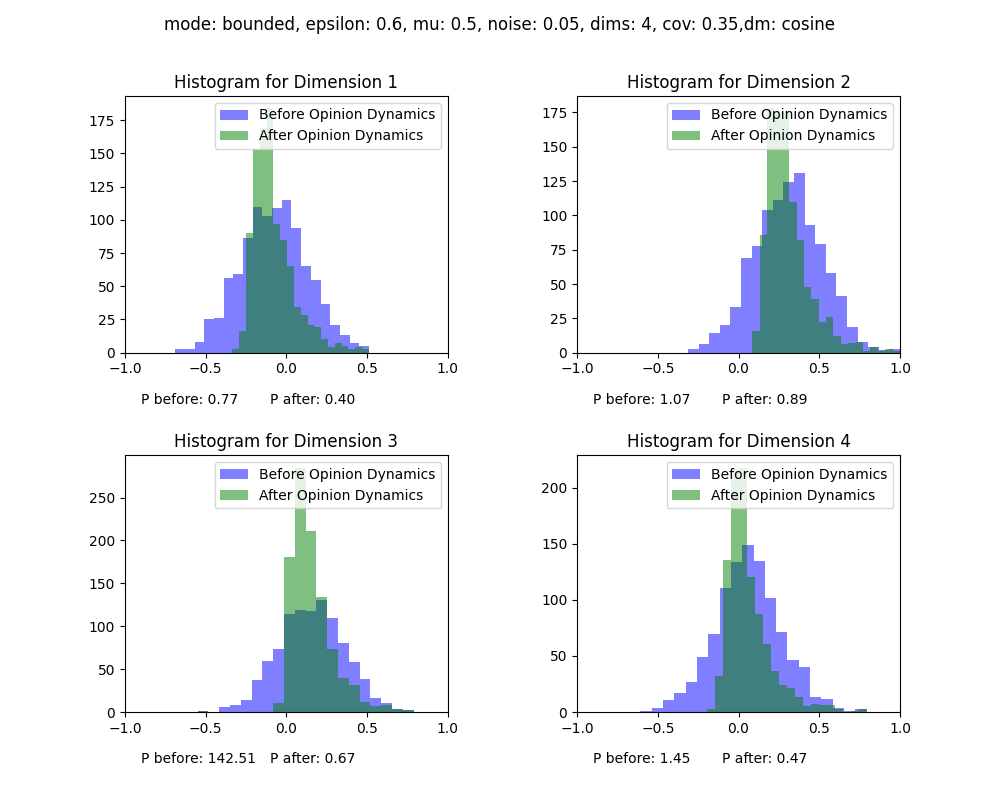 mode: bounded, epsilon: 0.6, mu: 0.5, noise: 0.05, dims: 4, cov: 0.35,dm: cosine
Histogram for Dimension 1
Before Opinion Dynamics
After Opinion Dynamics
175
150
125
100
75
50
25
0
−1.0 −0.5 0.0 0.5 1.0
P before: 0.77 P after: 0.40
Histogram for Dimension 2
Before Opinion Dynamics
After Opinion Dynamics
175
150
125
100
75
50
25
0
−1.0 −0.5 0.0 0.5 1.0
P before: 1.07 P after: 0.89
Histogram for Dimension 3
Before Opinion Dynamics
After Opinion Dynamics
250
200
150
100
50
0
−1.0 −0.5 0.0 0.5 1.0
P before: 142.51 P after: 0.67
Histogram for Dimension 4
Before Opinion Dynamics
After Opinion Dynamics
200
150
100
50
0
−1.0 −0.5 0.0 0.5 1.0
P before: 1.45 P after: 0.47